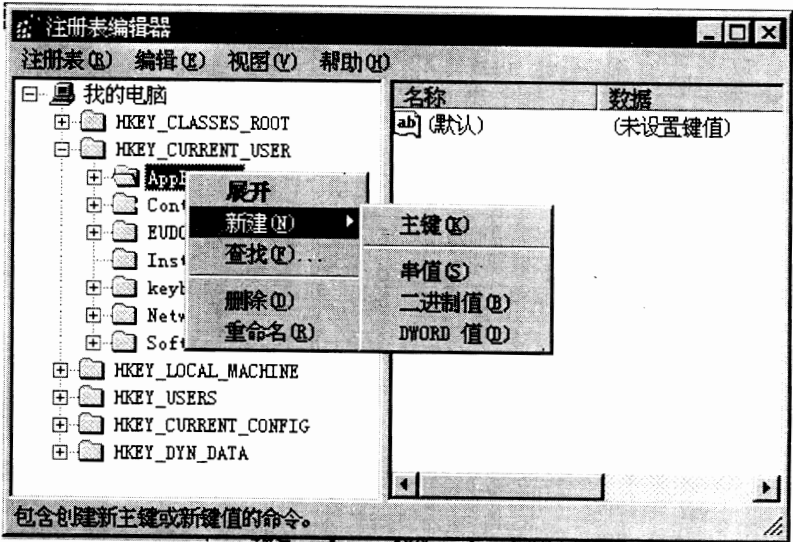 注册表编辑器
注册表(R) 编辑(E) 视图(V) 帮助(H)
我的电脑
HKEY_CLASSES_ROOT
HKEY_CURRENT_USER
HKEY_LOCAL_MACHINE
HKEY_USERS
HKEY_CURRENT_CONFIG
HKEY_DYN_DATA
展开
新建(N)
查找(F)...
删除(D)
重命名(R)
主键(K)
串值(S)
二进制值(B)
DWORD 值(D)
名称 数据
ab (默认) (未设置键值)
包含创建新主键或新键值的命令。